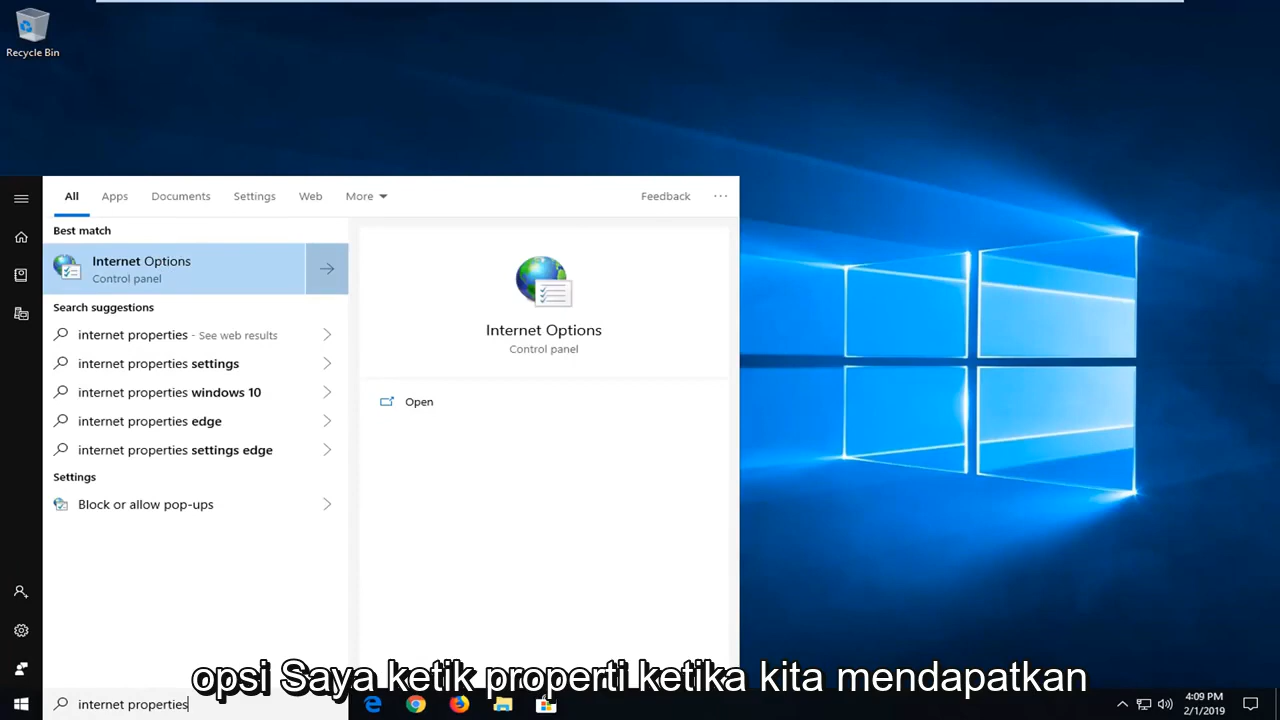 Recycle Bin
All Apps Documents Settings Web More Feedback ...
Best match
Internet Options
Control panel
Search suggestions
internet properties - See web results
internet properties settings
internet properties windows 10
internet properties edge
internet properties settings edge
Settings
Block or allow pop-ups
Internet Options
Control panel
Open
opsi Saya ketik properti ketika kita mendapatkan
internet properties
4:09 PM
2/1/2019